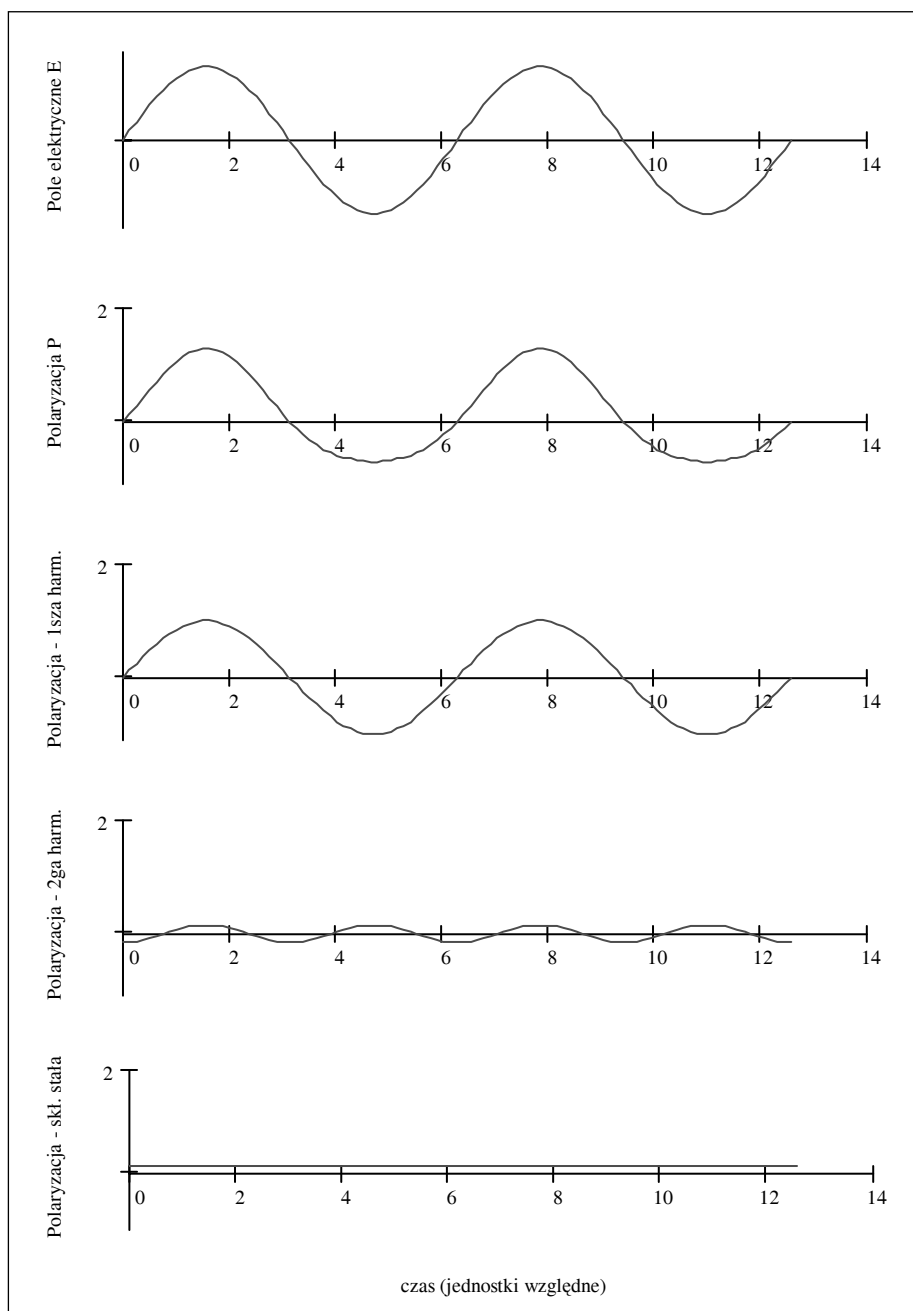 Pole elektryczne E
0 2 4 6 8 10 12 14
Polaryzacja P
2
0 2 4 6 8 10 12 14
Polaryzacja - 1sza harm.
2
0 2 4 6 8 10 12 14
Polaryzacja - 2ga harm.
2
0 2 4 6 8 10 12 14
Polaryzacja - skł. stała
2
0 2 4 6 8 10 12 14
czas (jednostki względne)